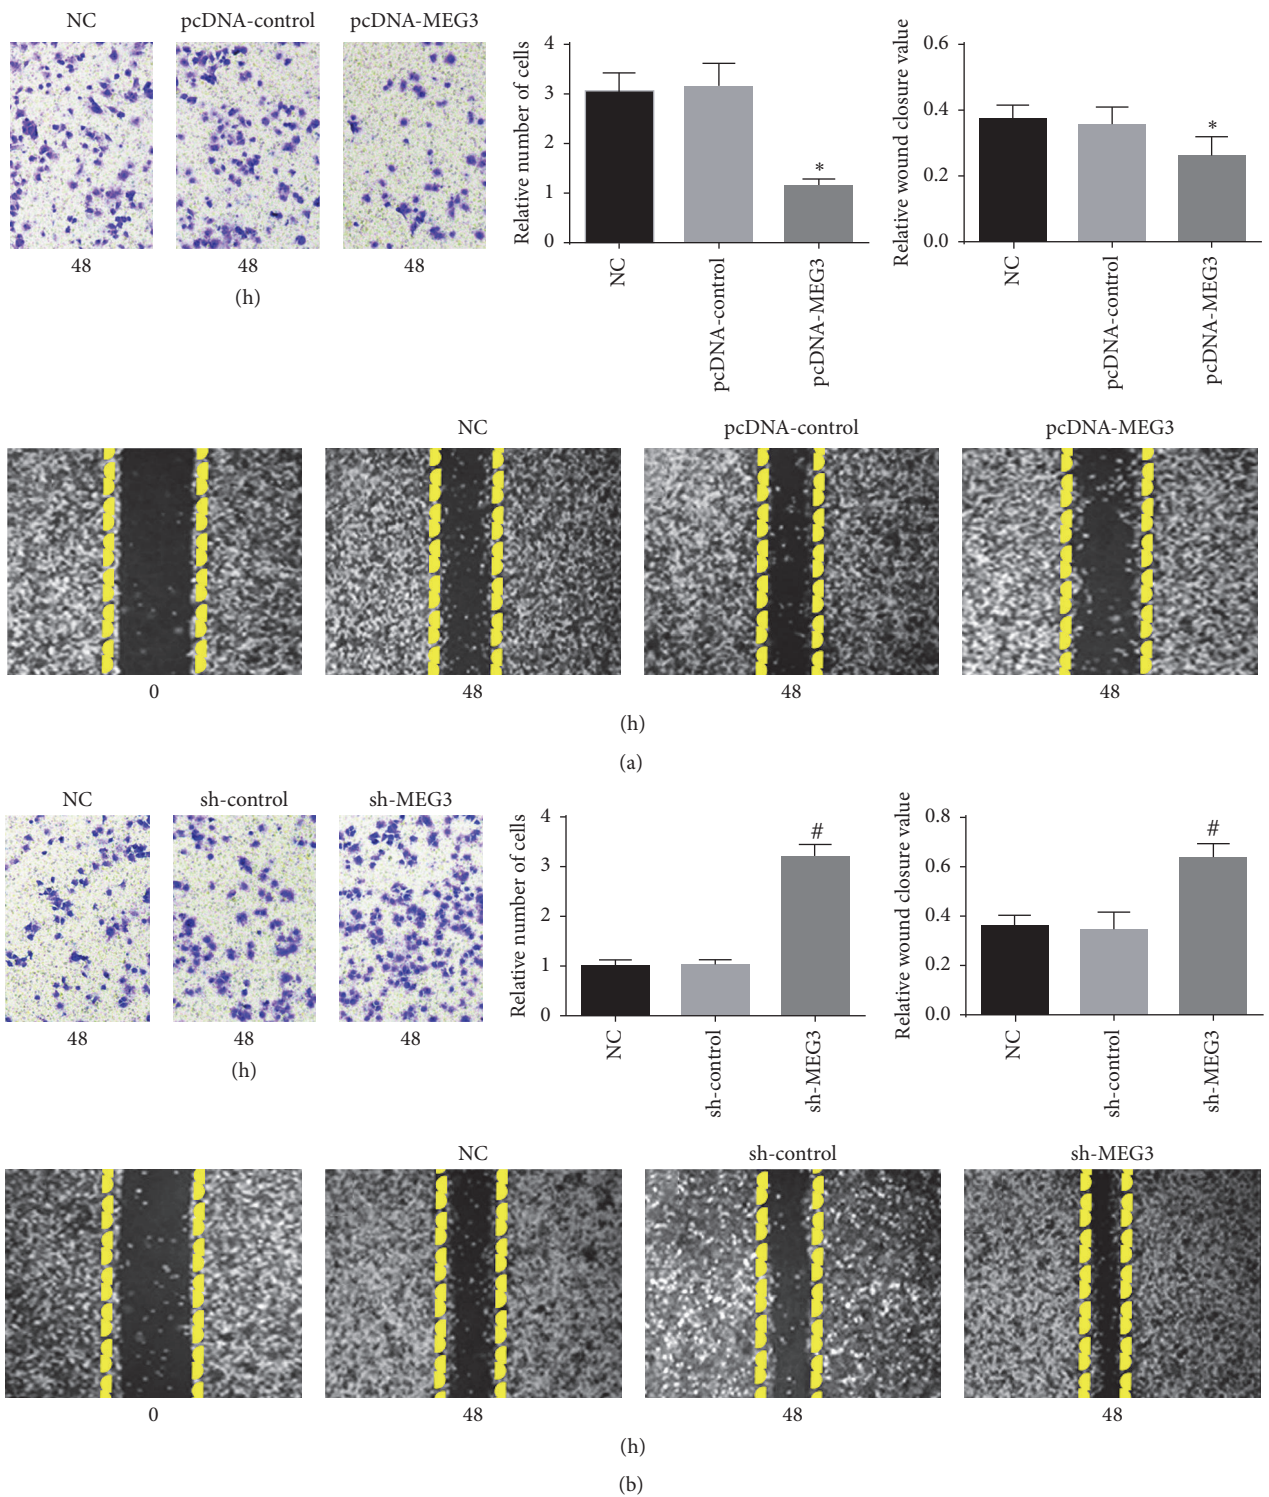 NC
pcDNA-control
pcDNA-MEG3
48
48
48
(h)
Relative number of cells
4
3
2
1
0
*
NC
pcDNA-control
pcDNA-MEG3
Relative wound closure value
0.6
0.4
0.2
0.0
*
NC
pcDNA-control
pcDNA-MEG3
NC
pcDNA-control
pcDNA-MEG3
0
48
48
48
(h)
(a)
NC
sh-control
sh-MEG3
48
48
48
(h)
Relative number of cells
4
3
2
1
0
#
NC
sh-control
sh-MEG3
Relative wound closure value
0.8
0.6
0.4
0.2
0.0
#
NC
sh-control
sh-MEG3
NC
sh-control
sh-MEG3
0
48
48
48
(h)
(b)